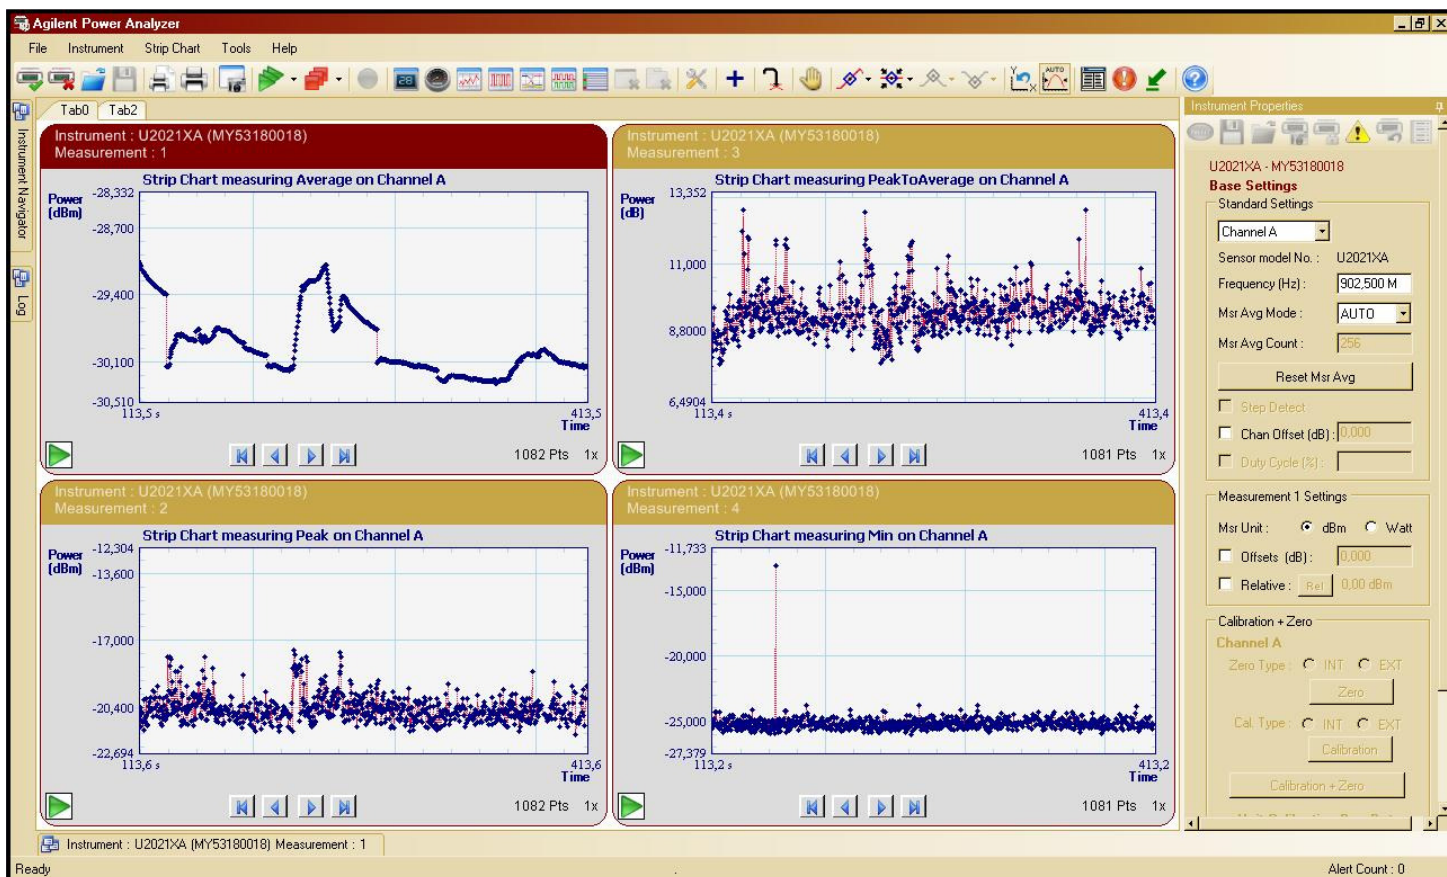 Agilent Power Analyzer
File Instrument Strip Chart Tools Help
28
AUTO
Tab0 Tab2
Instrument Navigator
Log
Instrument : U2021XA (MY53180018)
Measurement : 1
Strip Chart measuring Average on Channel A
Power
(dBm)
-28,332
-28,700
-29,400
-30,100
-30,510
113,5 s 413,5
Time
1082 Pts 1x
Instrument : U2021XA (MY53180018)
Measurement : 3
Strip Chart measuring PeakToAverage on Channel A
Power
(dB)
13,352
11,000
8,8000
6,4904
113,4 s 413,4
Time
1081 Pts 1x
Instrument : U2021XA (MY53180018)
Measurement : 2
Strip Chart measuring Peak on Channel A
Power
(dBm)
-12,304
-13,600
-17,000
-20,400
-22,694
113,6 s 413,6
Time
1082 Pts 1x
Instrument : U2021XA (MY53180018)
Measurement : 4
Strip Chart measuring Min on Channel A
Power
(dBm)
-11,733
-15,000
-20,000
-25,000
-27,379
113,2 s 413,2
Time
1081 Pts 1x
Instrument Properties
U2021XA - MY53180018
Base Settings
Standard Settings
Channel A
Sensor model No. : U2021XA
Frequency (Hz) : 902,500 M
Msr Avg Mode : AUTO
Msr Avg Count : 256
Reset Msr Avg
Step Detect
Chan Offset (dB) : 0,000
Duty Cycle (%) :
Measurement 1 Settings
Msr Unit : dBm Watt
Offsets (dB) : 0,000
Relative : Rel 0,00 dBm
Calibration + Zero
Channel A
Zero Type : INT EXT
Zero
Cal. Type : INT EXT
Calibration
Calibration + Zero
Instrument : U2021XA (MY53180018) Measurement : 1
Ready
Alert Count : 0